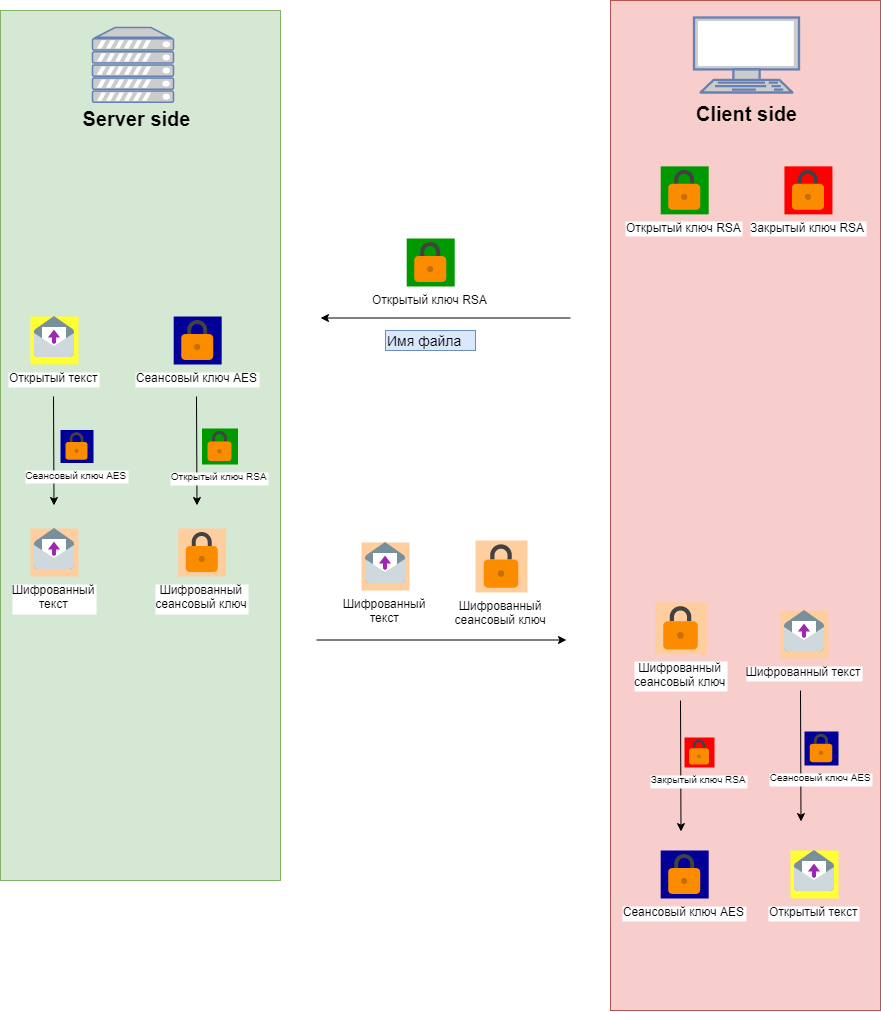 Server side
Client side
Открытый ключ RSA
Закрытый ключ RSA
Открытый ключ RSA
Имя файла
Открытый текст
Сеансовый ключ AES
Сеансовый ключ AES
Открытый ключ RSA
Шифрованный
текст
Шифрованный
сеансовый ключ
Шифрованный
текст
Шифрованный
сеансовый ключ
Шифрованный
сеансовый ключ
Шифрованный текст
Закрытый ключ RSA
Сеансовый ключ AES
Сеансовый ключ AES
Открытый текст